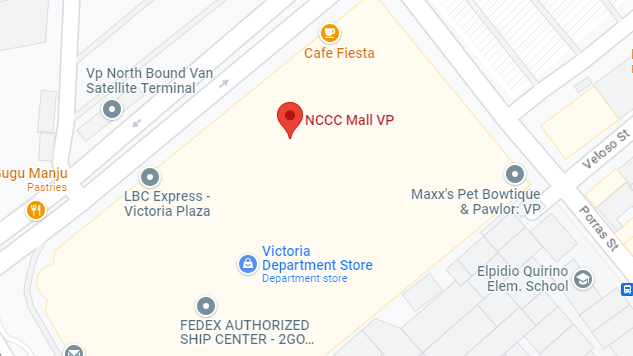 Cafe Fiesta
Vp North Bound Van
Satellite Terminal
NCCC Mall VP
Veloso St
Gugu Manju
Pastries
LBC Express -
Victoria Plaza
Maxx's Pet Bowtique
& Pawlor: VP
Porras St
Victoria
Department Store
Department store
Elpidio Quirino
Elem. School
FEDEX AUTHORIZED
SHIP CENTER - 2GO...